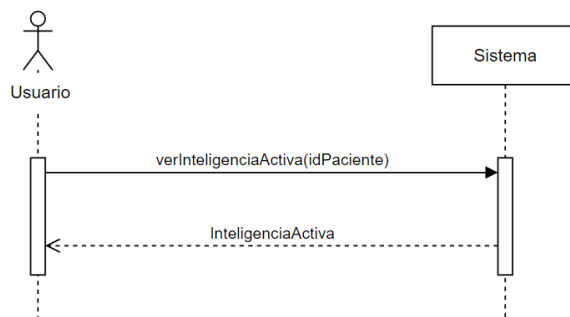 Usuario
Sistema
verInteligenciaActiva(idPaciente)
InteligenciaActiva